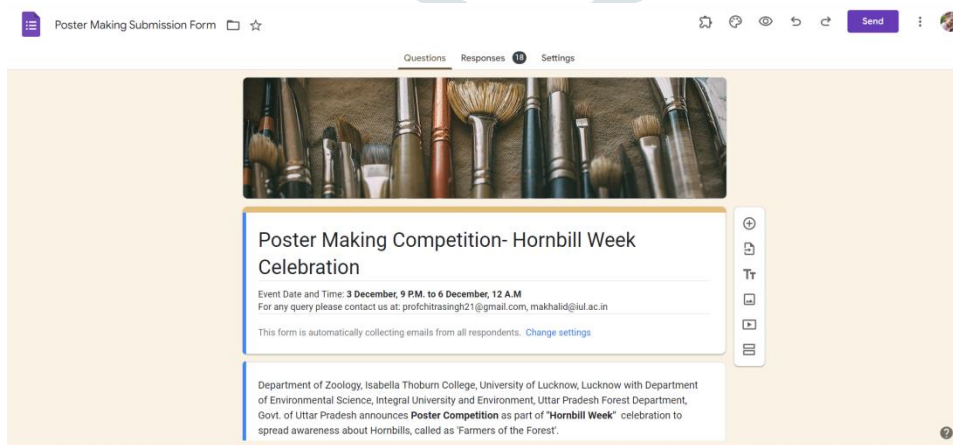 Poster Making Submission Form
Send
Questions Responses 18 Settings
Poster Making Competition- Hornbill Week
Celebration
Event Date and Time: 3 December, 9 P.M. to 6 December, 12 A.M
For any query please contact us at: profchitrasingh21@gmail.com, makhalid@iul.ac.in
This form is automatically collecting emails from all respondents. Change settings
Tт
Department of Zoology, Isabella Thoburn College, University of Lucknow, Lucknow with Department
of Environmental Science, Integral University and Environment, Uttar Pradesh Forest Department,
Govt. of Uttar Pradesh announces Poster Competition as part of "Hornbill Week" celebration to
spread awareness about Hornbills, called as 'Farmers of the Forest'.